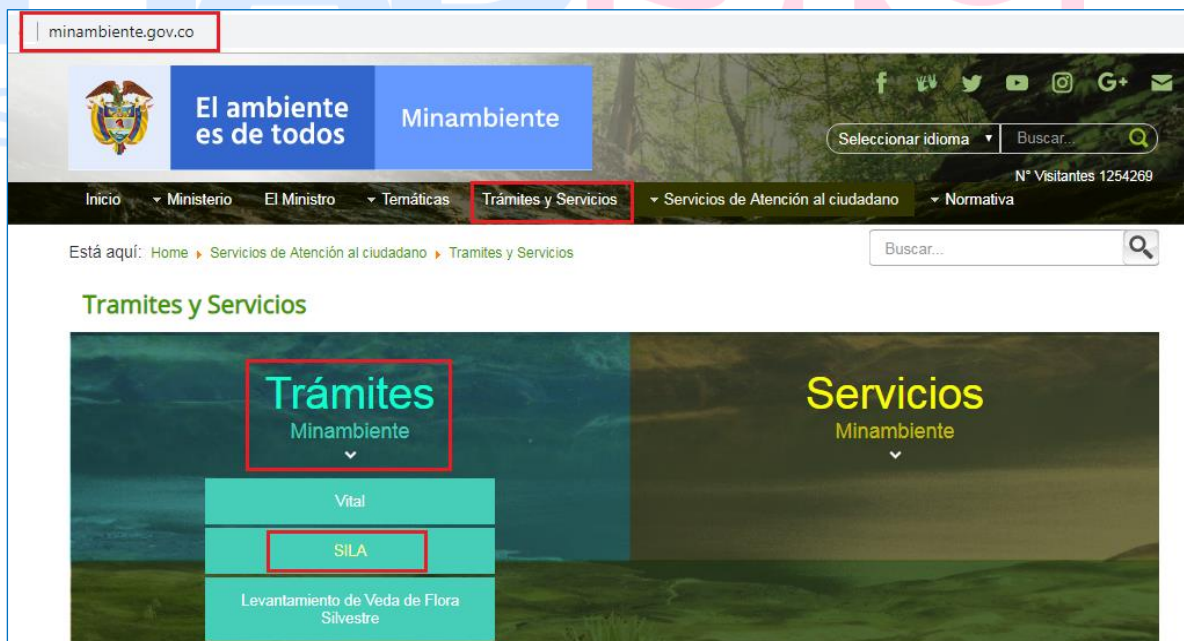 minambiente.gov.co
El ambiente
es de todos
Minambiente
G+
Seleccionar idioma
Buscar...
N° Visitantes 1254269
Inicio Ministerio El Ministro Temáticas Trámites y Servicios Servicios de Atención al ciudadano Normativa
Está aquí: Home Servicios de Atención al ciudadano Tramites y Servicios
Buscar...
Tramites y Servicios
Trámites
Minambiente
Vital
SILA
Levantamiento de Veda de Flora
Silvestre
Servicios
Minambiente